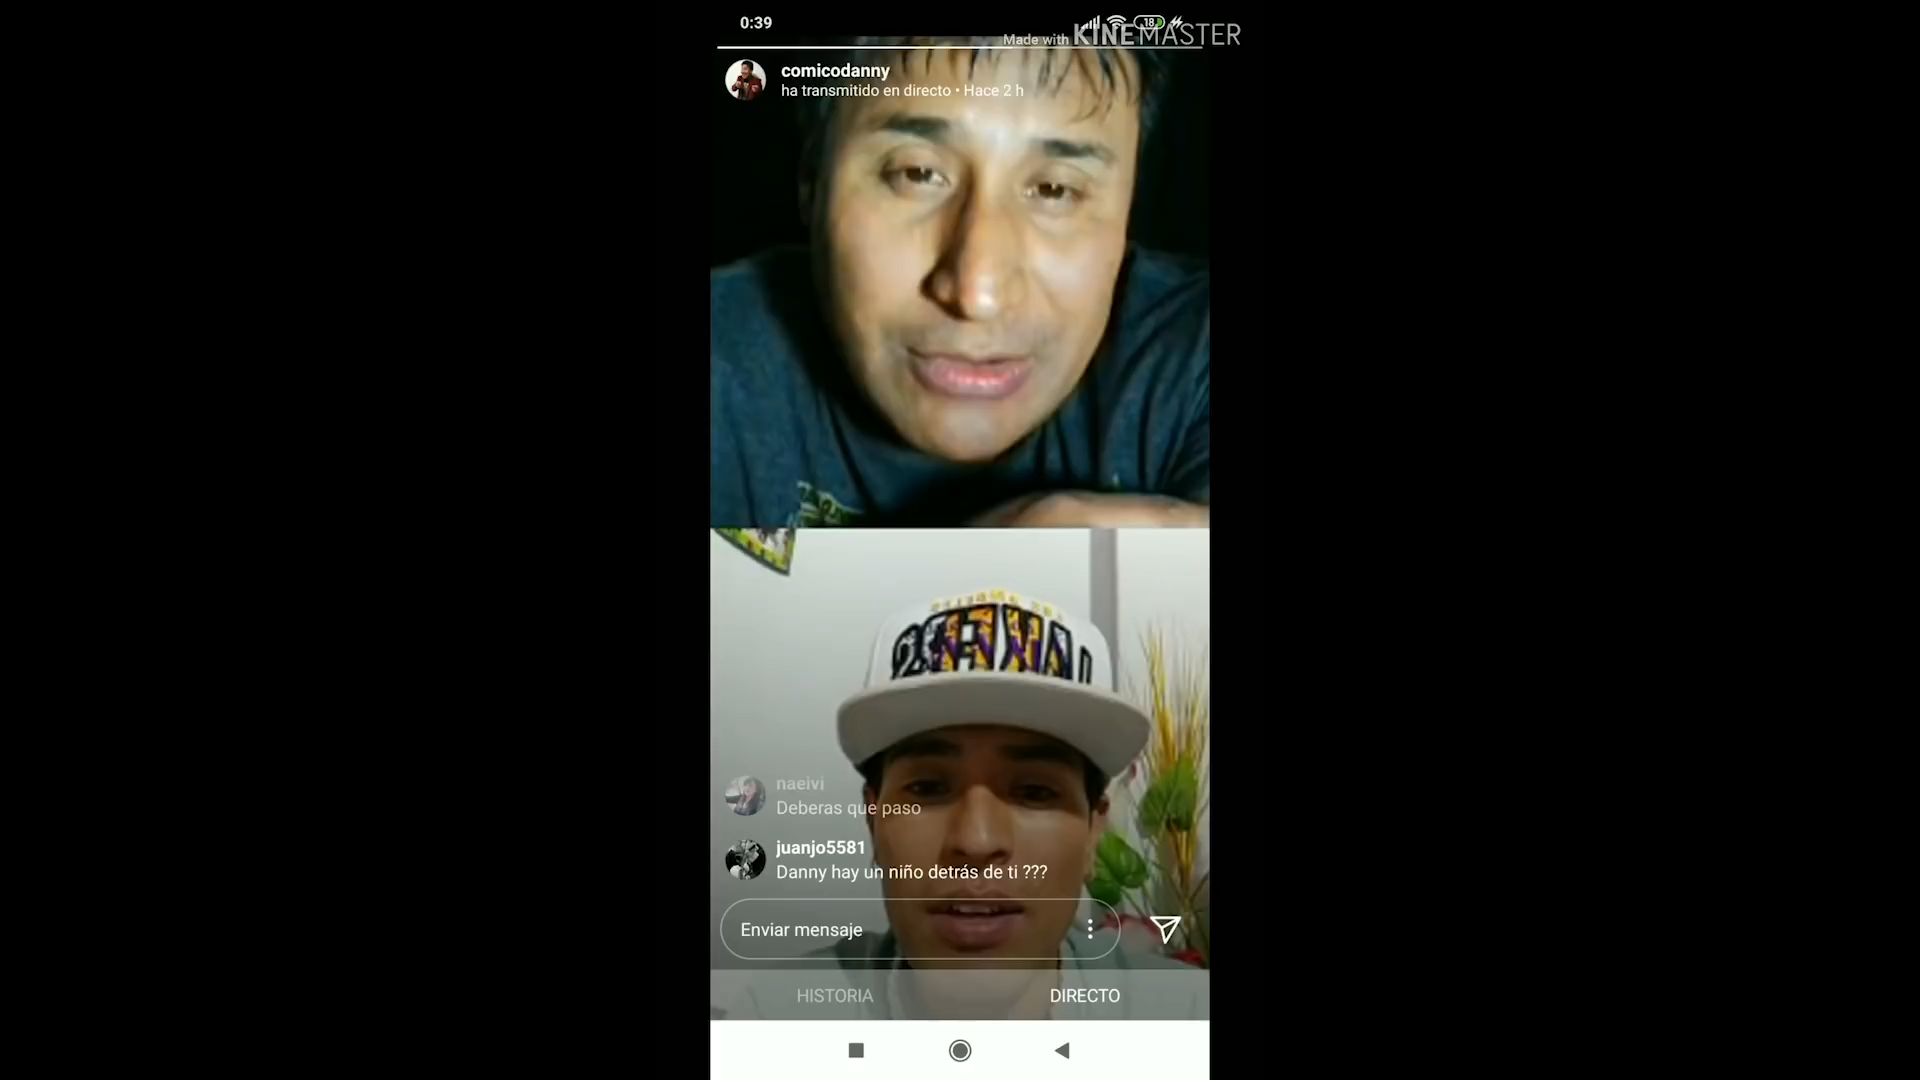 0:39
18
Made with KINEMASTER
comicodanny
ha transmitido en directo • Hace 2 h
naeivi
Deberas que paso
juanjo5581
Danny hay un niño detrás de ti ???
Enviar mensaje
HISTORIA
DIRECTO